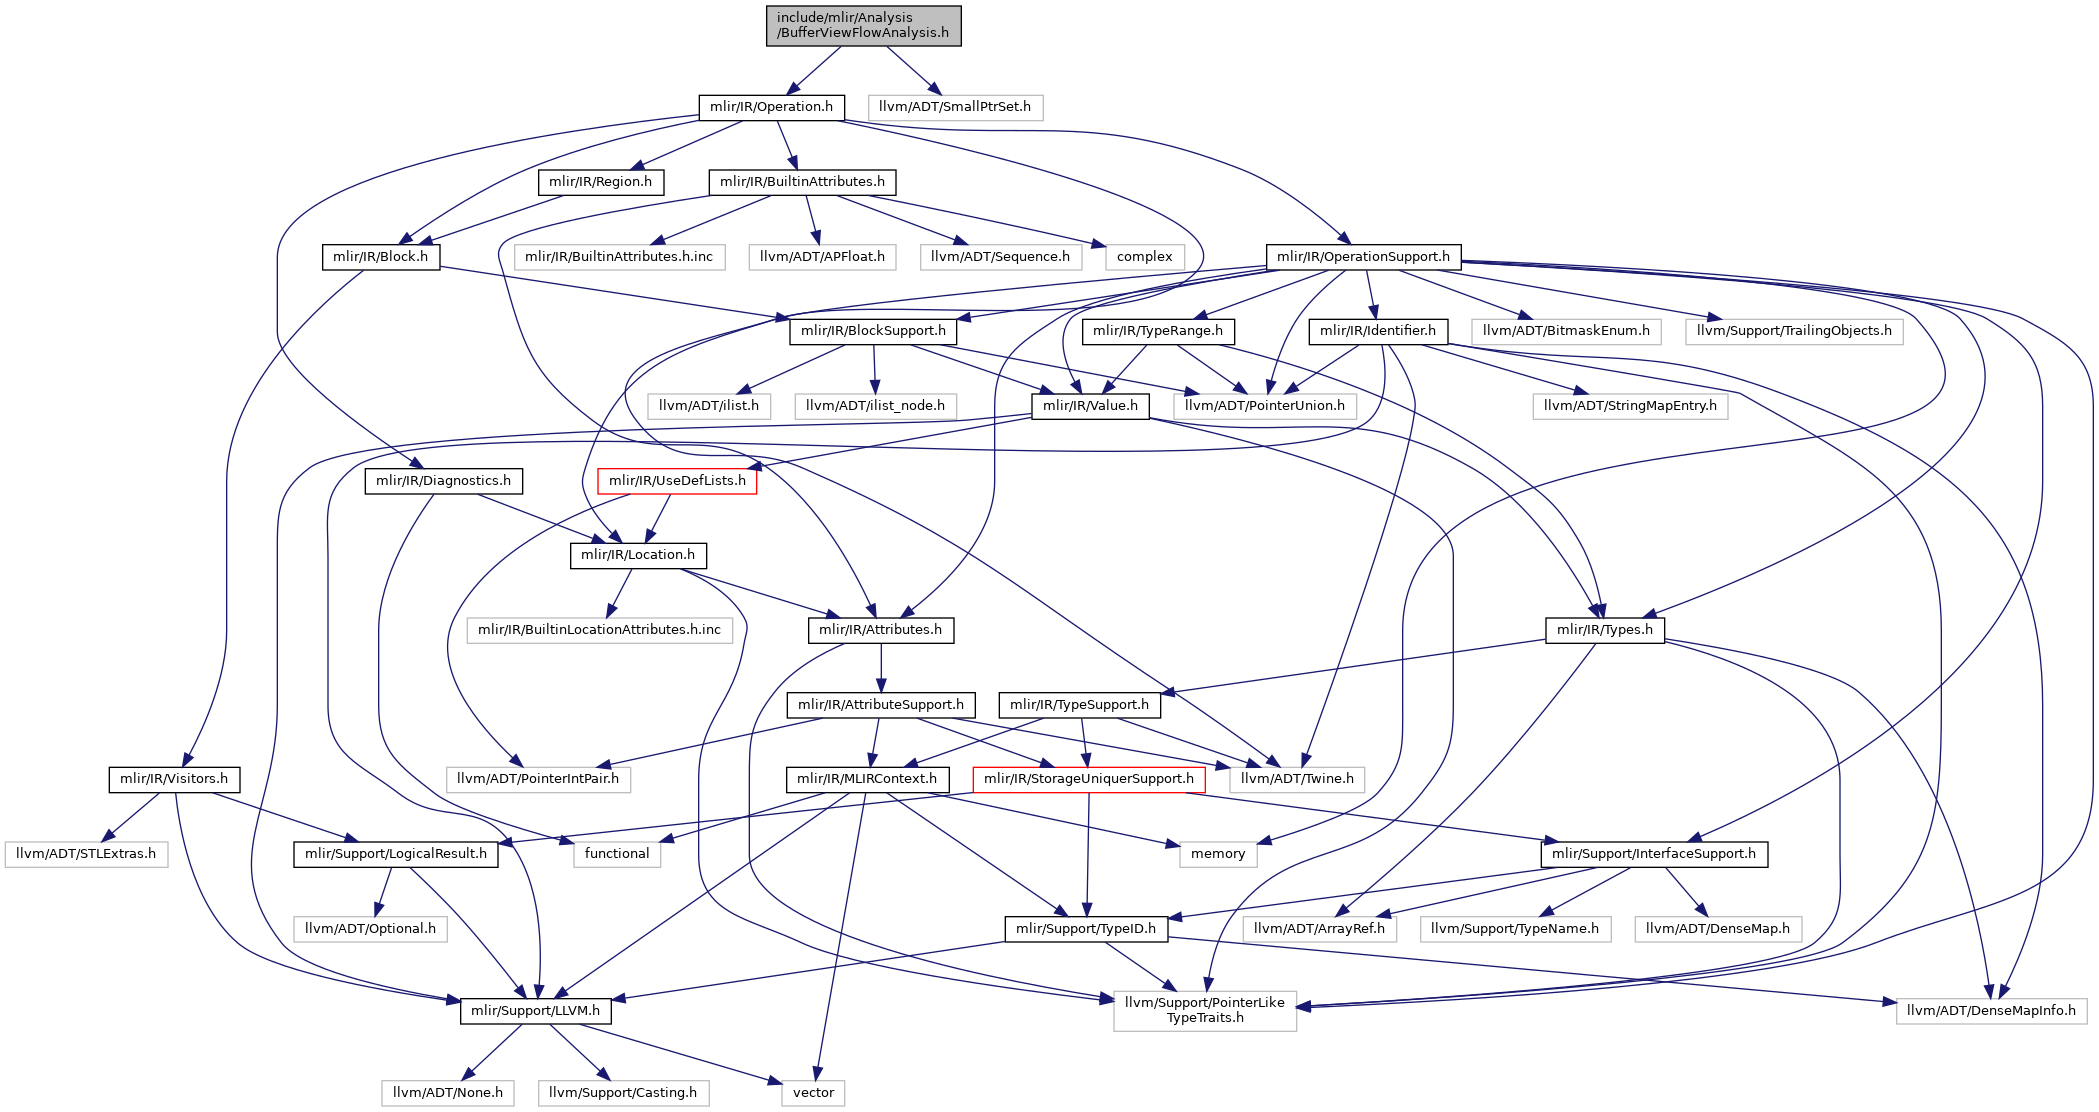 include/mlir/Analysis
/BufferViewFlowAnalysis.h
mlir/IR/Operation.h
llvm/ADT/SmallPtrSet.h
mlir/IR/Region.h
mlir/IR/BuiltinAttributes.h
mlir/IR/Block.h
mlir/IR/BuiltinAttributes.h.inc
llvm/ADT/APFloat.h
llvm/ADT/Sequence.h
complex
mlir/IR/OperationSupport.h
mlir/IR/BlockSupport.h
mlir/IR/TypeRange.h
mlir/IR/Identifier.h
llvm/ADT/BitmaskEnum.h
llvm/Support/TrailingObjects.h
llvm/ADT/ilist.h
llvm/ADT/ilist_node.h
mlir/IR/Value.h
llvm/ADT/PointerUnion.h
llvm/ADT/StringMapEntry.h
mlir/IR/Diagnostics.h
mlir/IR/UseDefLists.h
mlir/IR/Location.h
mlir/IR/BuiltinLocationAttributes.h.inc
mlir/IR/Attributes.h
mlir/IR/Types.h
mlir/IR/AttributeSupport.h
mlir/IR/TypeSupport.h
mlir/IR/Visitors.h
llvm/ADT/PointerIntPair.h
mlir/IR/MLIRContext.h
mlir/IR/StorageUniquerSupport.h
llvm/ADT/Twine.h
llvm/ADT/STLExtras.h
mlir/Support/LogicalResult.h
functional
memory
mlir/Support/InterfaceSupport.h
llvm/ADT/Optional.h
mlir/Support/TypeID.h
llvm/ADT/ArrayRef.h
llvm/Support/TypeName.h
llvm/ADT/DenseMap.h
mlir/Support/LLVM.h
llvm/Support/PointerLike
TypeTraits.h
llvm/ADT/DenseMapInfo.h
llvm/ADT/None.h
llvm/Support/Casting.h
vector